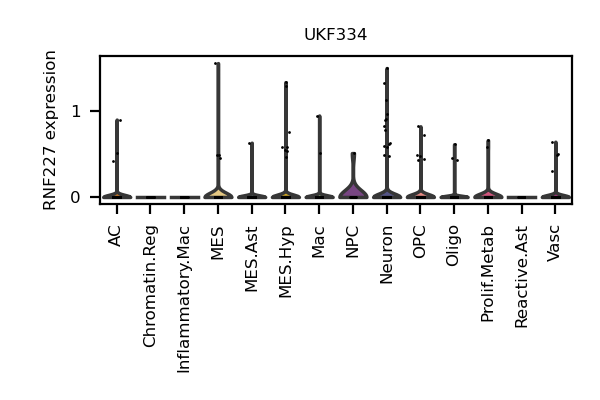 UKF334
RNF227 expression
1
0
AC
Chromatin.Reg
Inflammatory.Mac
MES
MES.Ast
MES.Hyp
Mac
NPC
Neuron
OPC
Oligo
Prolif.Metab
Reactive.Ast
Vasc